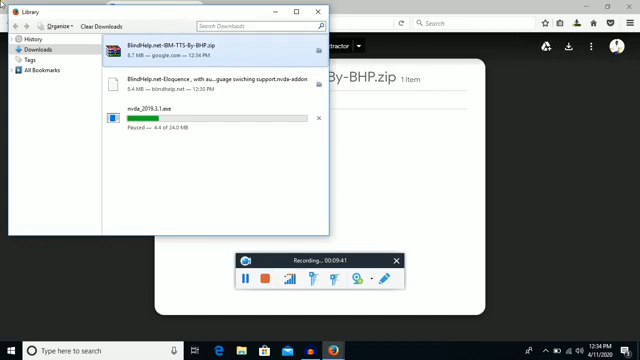 Library
Organize
Clear Downloads
Search Downloads
Search
History
Downloads
Tags
All Bookmarks
BlindHelp.net-IBM-TTS-By-BHP.zip
8.7 MB — google.com — 12:34 PM
BlindHelp.net-Eloquence , with au...guage swiching support.nvda-addon
8.4 MB — blindhelp.net — 12:30 PM
nvda_2019.3.1.exe
Paused — 4.4 of 24.0 MB
tractor
By-BHP.zip 1 Item
Recording... 00:09:41
Type here to search
12:34 PM
4/11/2020